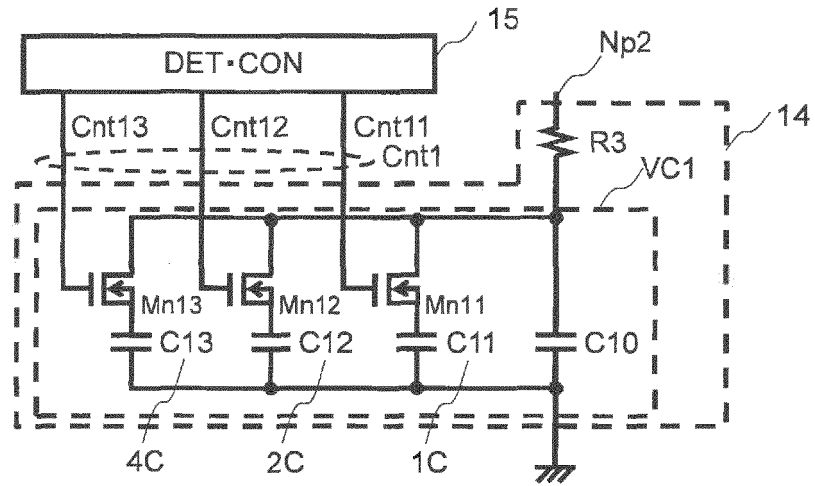 15
DET·CON
Np2
Cnt13
Cnt12
Cnt11
Cnt1
R3
14
VC1
Mn13
Mn12
Mn11
C13
C12
C11
C10
4C
2C
1C